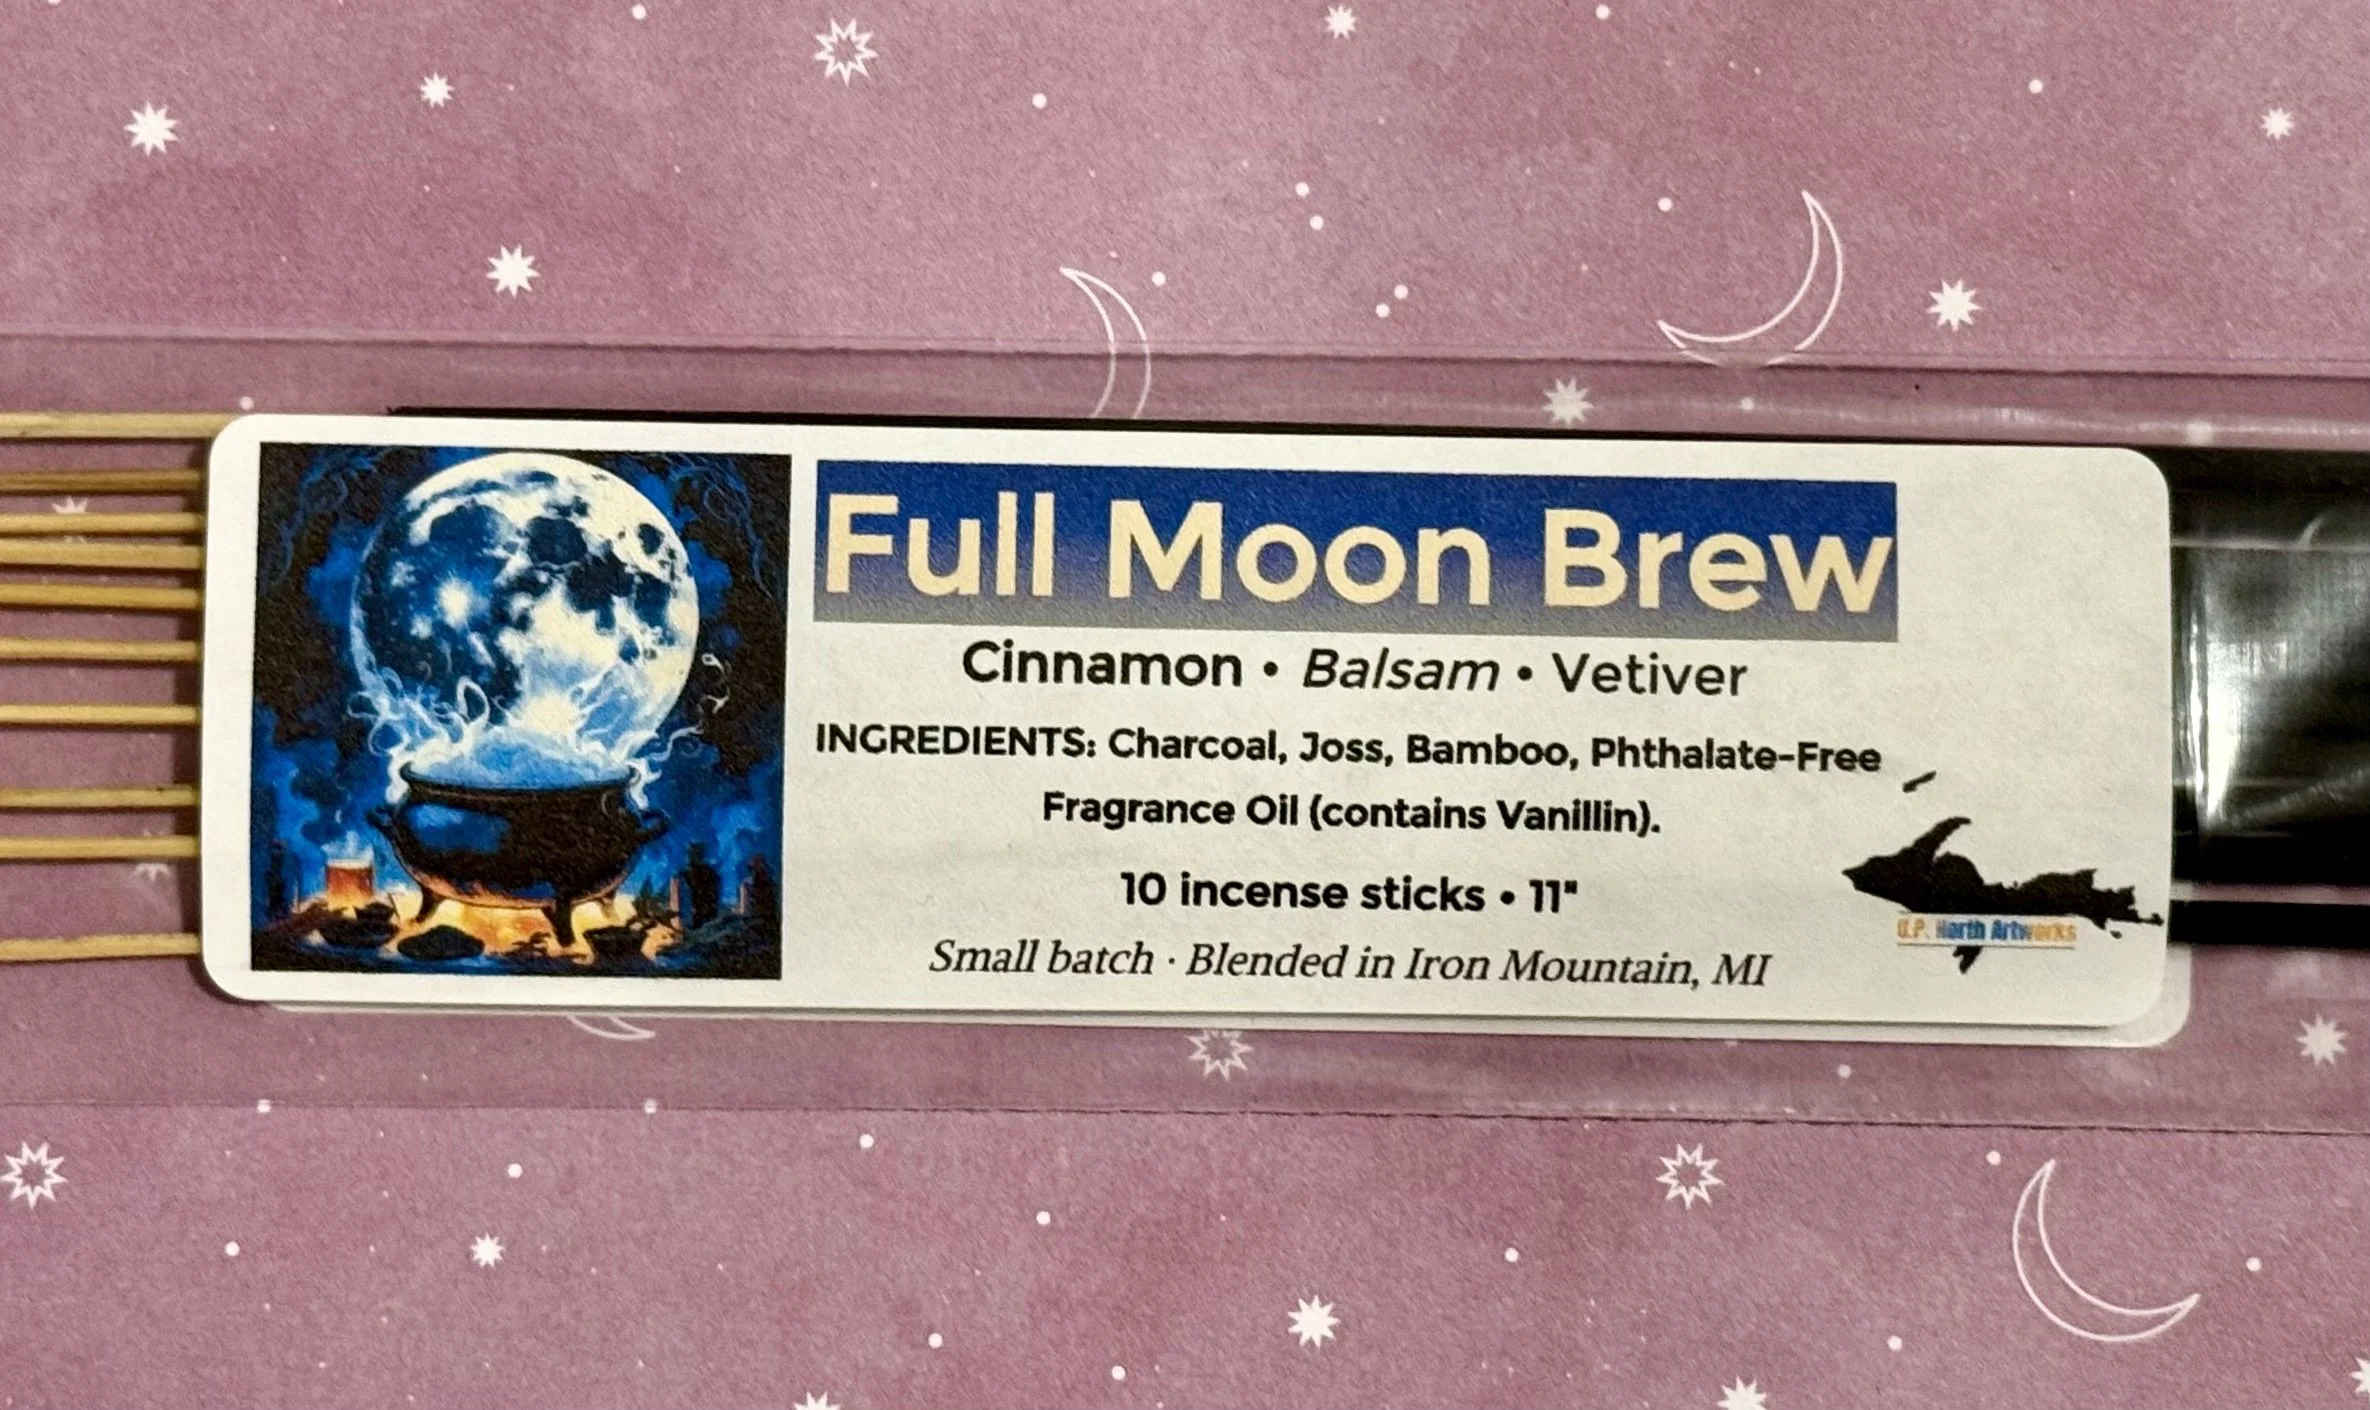 Full Moon Brew
Cinnamon • Balsam • Vetiver
INGREDIENTS: Charcoal, Joss, Bamboo, Phthalate-Free
Fragrance Oil (contains Vanillin).
10 incense sticks • 11"
Small batch · Blended in Iron Mountain, MI
U.P. Harth Artworks